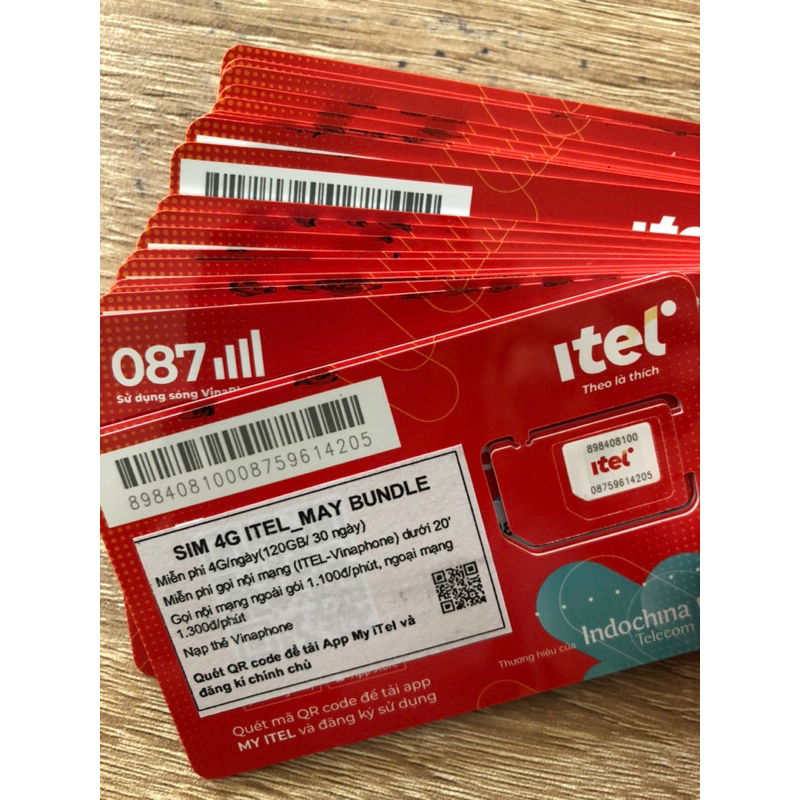 itel
087
Sử dụng sóng
itel
Theo là thích
89840810008759614205
898408100
itel
08759614205
SIM 4G ITEL_MAY BUNDLE
Miễn phí 4G/ngày(120GB/ 30 ngày)
Miễn phí gọi nội mạng (ITEL-Vinaphone) dưới 20'
Gọi nội mạng ngoài gói 1.100đ/phút, ngoại mạng
1.300đ/phút
Nạp thẻ Vinaphone
Quét QR code để tải App My iTel và
đăng kí chính chủ
Thương hiệu của
Indochina
Telecom
Quét mã QR code để tải app
MY ITEL và đăng ký sử dụng